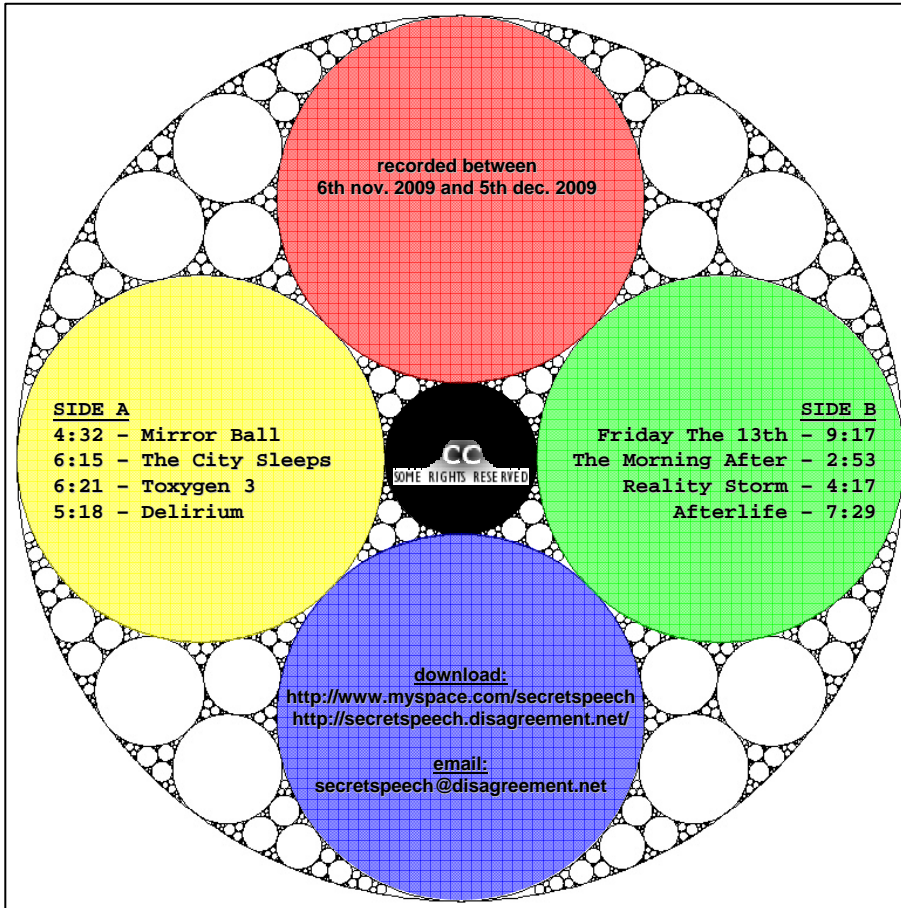 recorded between
6th nov. 2009 and 5th dec. 2009
SIDE A
4:32 – Mirror Ball
6:15 – The City Sleeps
6:21 – Toxygen 3
5:18 – Delirium
CC
SOME RIGHTS RESERVED
SIDE B
Friday The 13th – 9:17
The Morning After – 2:53
Reality Storm – 4:17
Afterlife – 7:29
download:
http://www.myspace.com/secretspeech
http://secretspeech.disagreement.net/
email:
secretspeech@disagreement.net